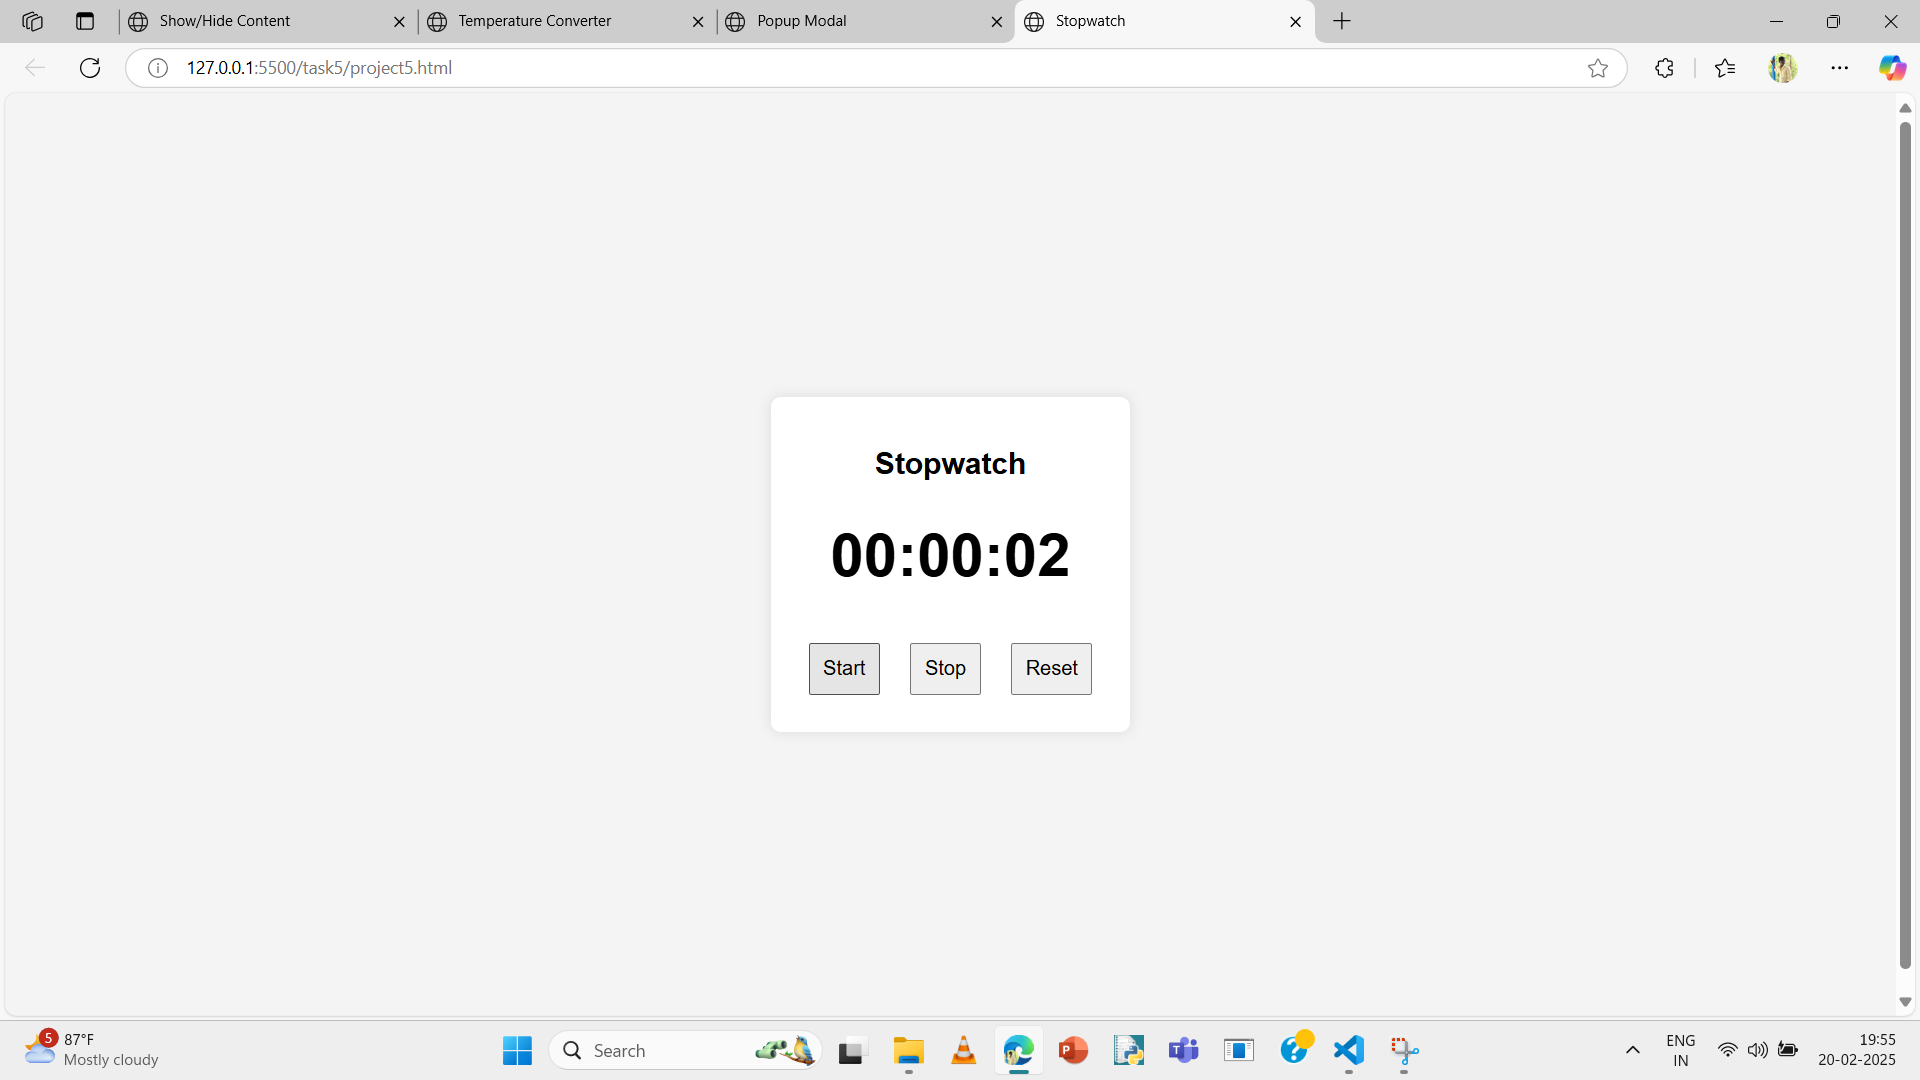 Show/Hide Content
Temperature Converter
Popup Modal
Stopwatch
127.0.0.1:5500/task5/project5.html
Stopwatch
00:00:02
Start
Stop
Reset
5
87°F
Mostly cloudy
Search
P
T
?
ENG
IN
19:55
20-02-2025